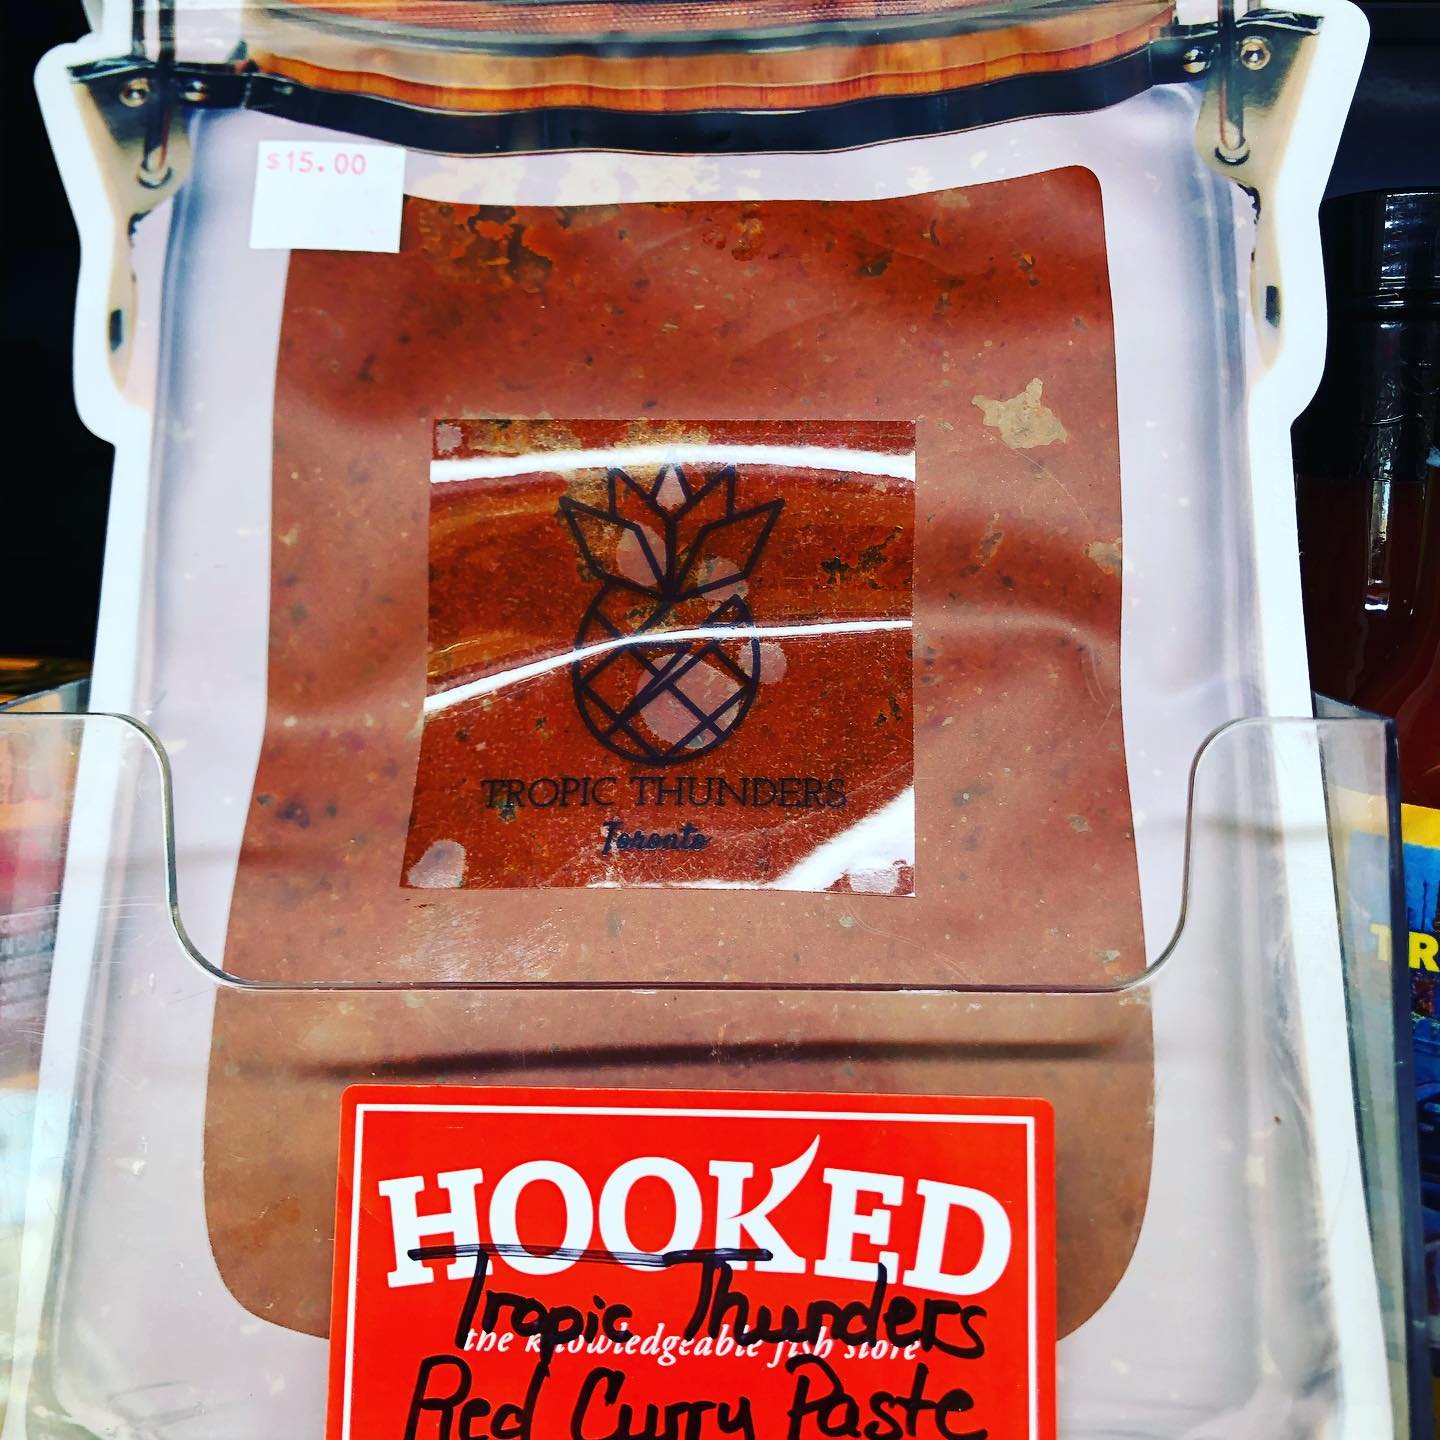 $15.00
TROPIC THUNDERS
Toronto
HOOKED
the knowledgeable fish store
Tropic Thunders
Red Curry Paste